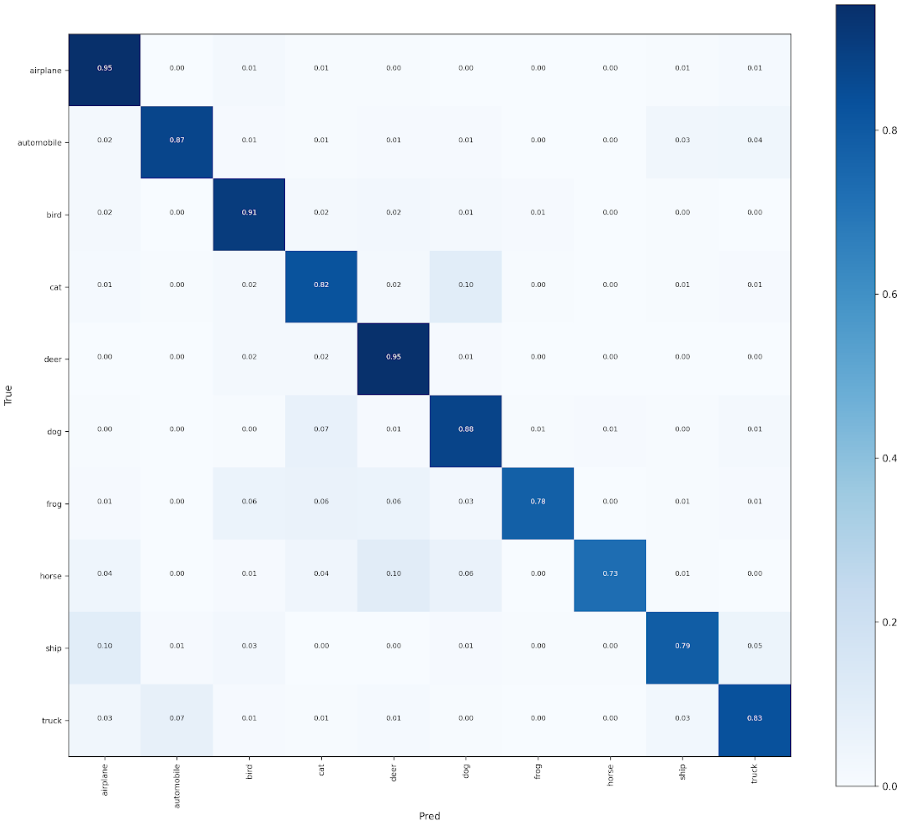 airplane 0.95 0.00 0.01 0.01 0.00 0.00 0.00 0.00 0.01 0.01
automobile 0.02 0.87 0.01 0.01 0.01 0.01 0.00 0.00 0.03 0.04
bird 0.02 0.00 0.91 0.02 0.02 0.01 0.01 0.00 0.00 0.00
cat 0.01 0.00 0.02 0.82 0.02 0.10 0.00 0.00 0.01 0.01
deer 0.00 0.00 0.02 0.02 0.95 0.01 0.00 0.00 0.00 0.00
dog 0.00 0.00 0.00 0.07 0.01 0.88 0.01 0.01 0.00 0.01
frog 0.01 0.00 0.06 0.06 0.06 0.03 0.78 0.00 0.01 0.01
horse 0.04 0.00 0.01 0.04 0.10 0.06 0.00 0.73 0.01 0.00
ship 0.10 0.01 0.03 0.00 0.00 0.01 0.00 0.00 0.79 0.05
truck 0.03 0.07 0.01 0.01 0.01 0.00 0.00 0.00 0.03 0.83
True
airplane automobile bird cat deer dog frog horse ship truck
Pred
0.8
0.6
0.4
0.2
0.0